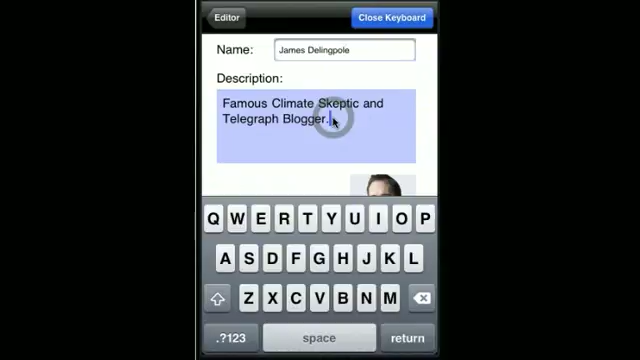 Editor
Close Keyboard
Name: James Delingpole
Description:
Famous Climate Skeptic and
Telegraph Blogger.
Q W E R T Y U I O P
A S D F G H J K L
Z X C V B N M
.?123 space return